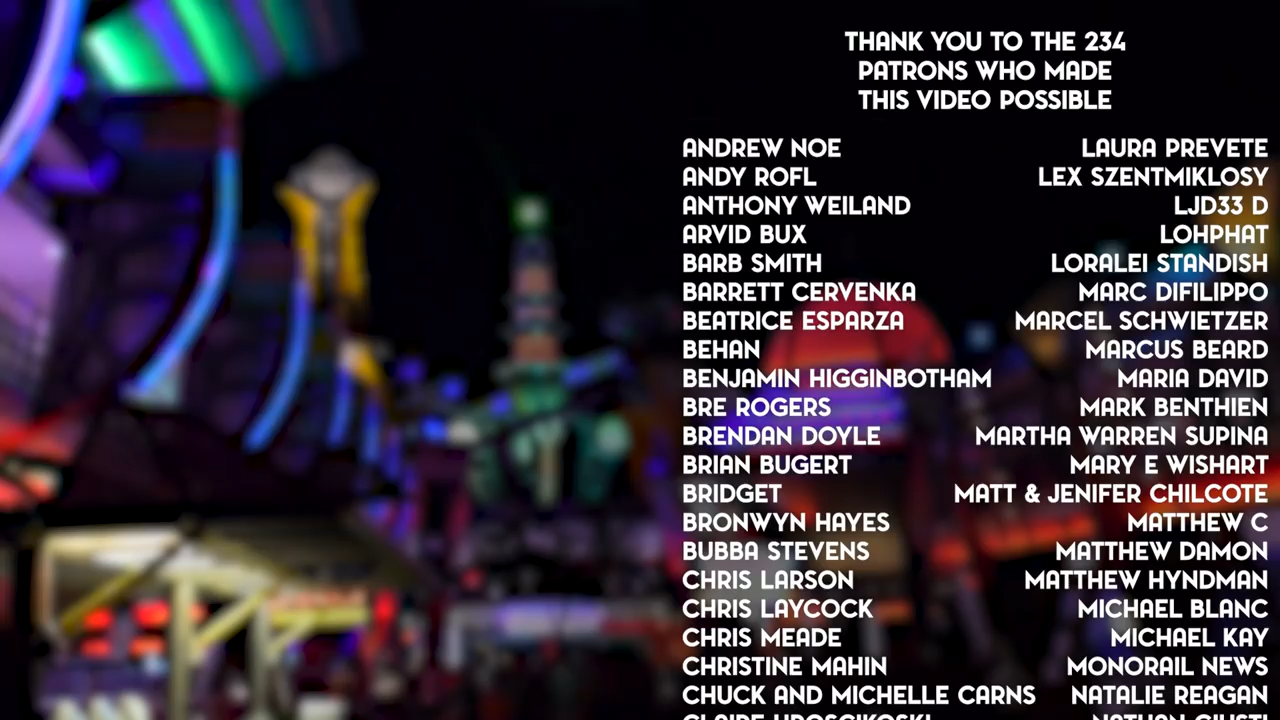 THANK YOU TO THE 234
PATRONS WHO MADE
THIS VIDEO POSSIBLE
ANDREW NOE
ANDY ROFL
ANTHONY WEILAND
ARVID BUX
BARB SMITH
BARRETT CERVENKA
BEATRICE ESPARZA
BEHAN
BENJAMIN HIGGINBOTHAM
BRE ROGERS
BRENDAN DOYLE
BRIAN BUGERT
BRIDGET
BRONWYN HAYES
BUBBA STEVENS
CHRIS LARSON
CHRIS LAYCOCK
CHRIS MEADE
CHRISTINE MAHIN
CHUCK AND MICHELLE CARNS
LAURA PREVETE
LEX SZENTMIKLOSY
LJD33 D
LOHPHAT
LORALEI STANDISH
MARC DIFILIPPO
MARCEL SCHWIETZER
MARCUS BEARD
MARIA DAVID
MARK BENTHIEN
MARTHA WARREN SUPINA
MARY E WISHART
MATT & JENIFER CHILCOTE
MATTHEW C
MATTHEW DAMON
MATTHEW HYNDMAN
MICHAEL BLANC
MICHAEL KAY
MONORAIL NEWS
NATALIE REAGAN